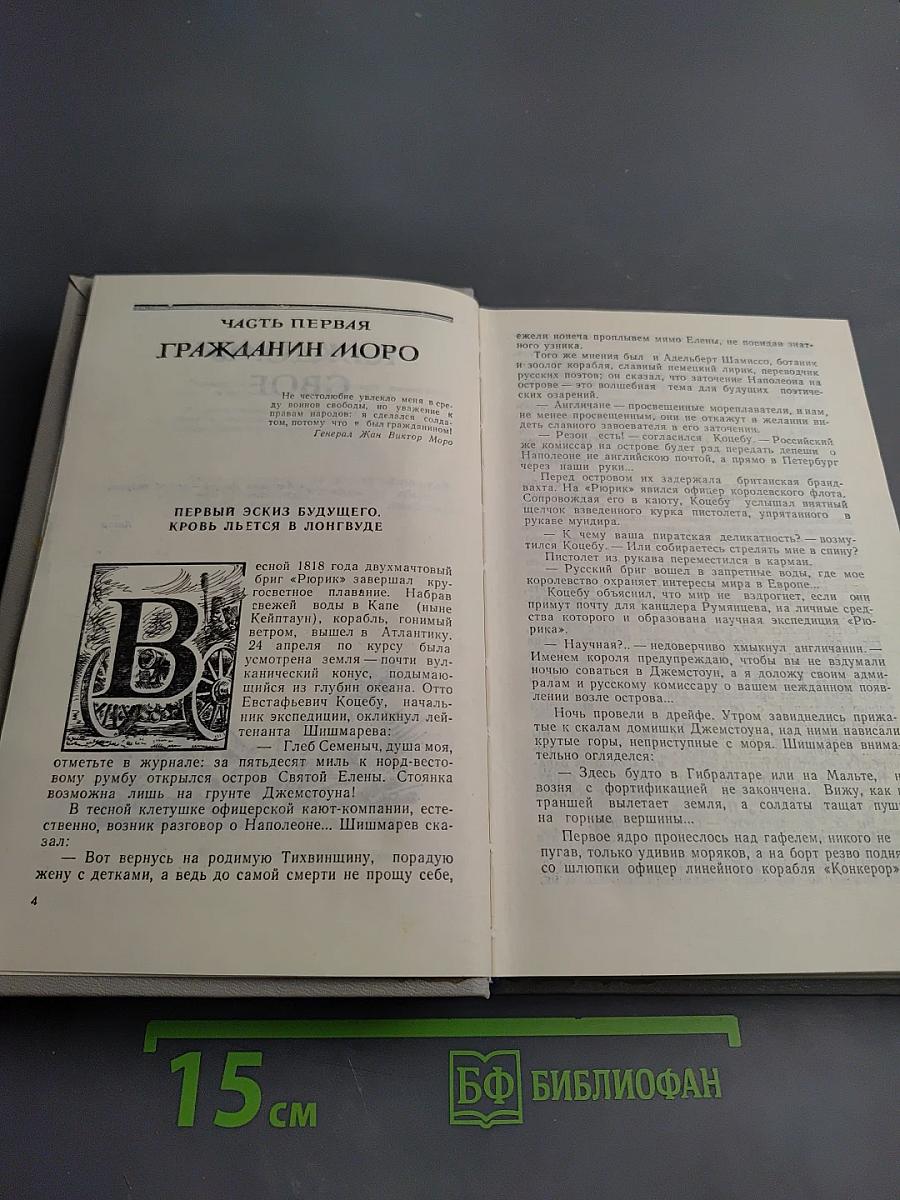 ЧАСТЬ ПЕРВАЯ
ГРАЖДАНИН МОРО
Не честолюбие увлекло меня в сре-
ду воинов свободы, но уважение к
правам народов: я сделался солда-
том, потому что я был гражданином!
Генерал Жан Виктор Моро
ПЕРВЫЙ ЭСКИЗ БУДУЩЕГО.
КРОВЬ ЛЬЕТСЯ В ЛОНГВУДЕ
Весной 1818 года двухмачтовый
бриг «Рюрик» завершал кру-
госветное плавание. Набрав
свежей воды в Капе (ныне
Кейптаун), корабль, гонимый
ветром, вышел в Атлантику.
24 апреля по курсу была
усмотрена земля — почти вул-
канический конус, подымаю-
щийся из глубин океана. Отто
Евстафьевич Коцебу, началь-
ник экспедиции, окликнул лей-
тенанта Шишмарева:
— Глеб Семеныч, душа моя,
отметьте в журнале: за пятьдесят миль к норд-весто-
вому румбу открылся остров Святой Елены. Стоянка
возможна лишь на грунте Джемстоуна!
В тесной клетушке офицерской кают-компании, есте-
ственно, возник разговор о Наполеоне... Шишмарев ска-
зал:
— Вот вернусь на родимую Тихвинщину, порадую
жену с детками, а ведь до самой смерти не прощу себе,
4
ежели нонеча проплывем мимо Елены, не повидав знат-
ного узника.
Того же мнения был и Адельберт Шамиссо, ботаник
и зоолог корабля, славный немецкий лирик, переводчик
русских поэтов; он сказал, что заточение Наполеона на
острове — это волшебная тема для будущих поэтиче-
ских озарений.
— Англичане — просвещенные мореплаватели, и нам,
не менее просвещенным, они не откажут в желании ви-
деть славного завоевателя в его заточении.
— Резон есть! — согласился Коцебу. — Российский
же комиссар на острове будет рад передать депеши о
Наполеоне не английскою почтой, а прямо в Петербург
через наши руки...
Перед островом их задержала британская бранд-
вахта. На «Рюрик» явился офицер королевского флота.
Сопровождая его в каюту, Коцебу услышал внятный
щелчок взведенного курка пистолета, упрятанного в
рукаве мундира.
— К чему ваша пиратская деликатность? — возму-
тился Коцебу. — Или собираетесь стрелять мне в спину?
Пистолет из рукава переместился в карман.
— Русский бриг вошел в запретные воды, где мое
королевство охраняет интересы мира в Европе...
Коцебу объяснил, что мир не вздрогнет, если они
примут почту для канцлера Румянцева, на личные сред-
ства которого и образована научная экспедиция «Рю-
рика».
— Научная?.. — недоверчиво хмыкнул англичанин. —
Именем короля предупреждаю, чтобы вы не вздумали
ночью соваться в Джемстоун, а я доложу своим адми-
ралам и русскому комиссару о вашем нежданном появ-
лении возле острова...
Ночь провели в дрейфе. Утром завиднелись прижа-
тые к скалам домишки Джемстоуна, над ними нависали
крутые горы, неприступные с моря. Шишмарев внима-
тельно огляделся:
— Здесь будто в Гибралтаре или на Мальте, н
возня с фортификацией не закончена. Вижу, как и
траншей вылетает земля, а солдаты тащат пуш
на горные вершины...
Первое ядро пронеслось над гафелем, никого не
пугав, только удивив моряков, а на борт резво подня
со шлюпки офицер линейного корабля «Конкерор»
15 см
БФ БИБЛИОФАН